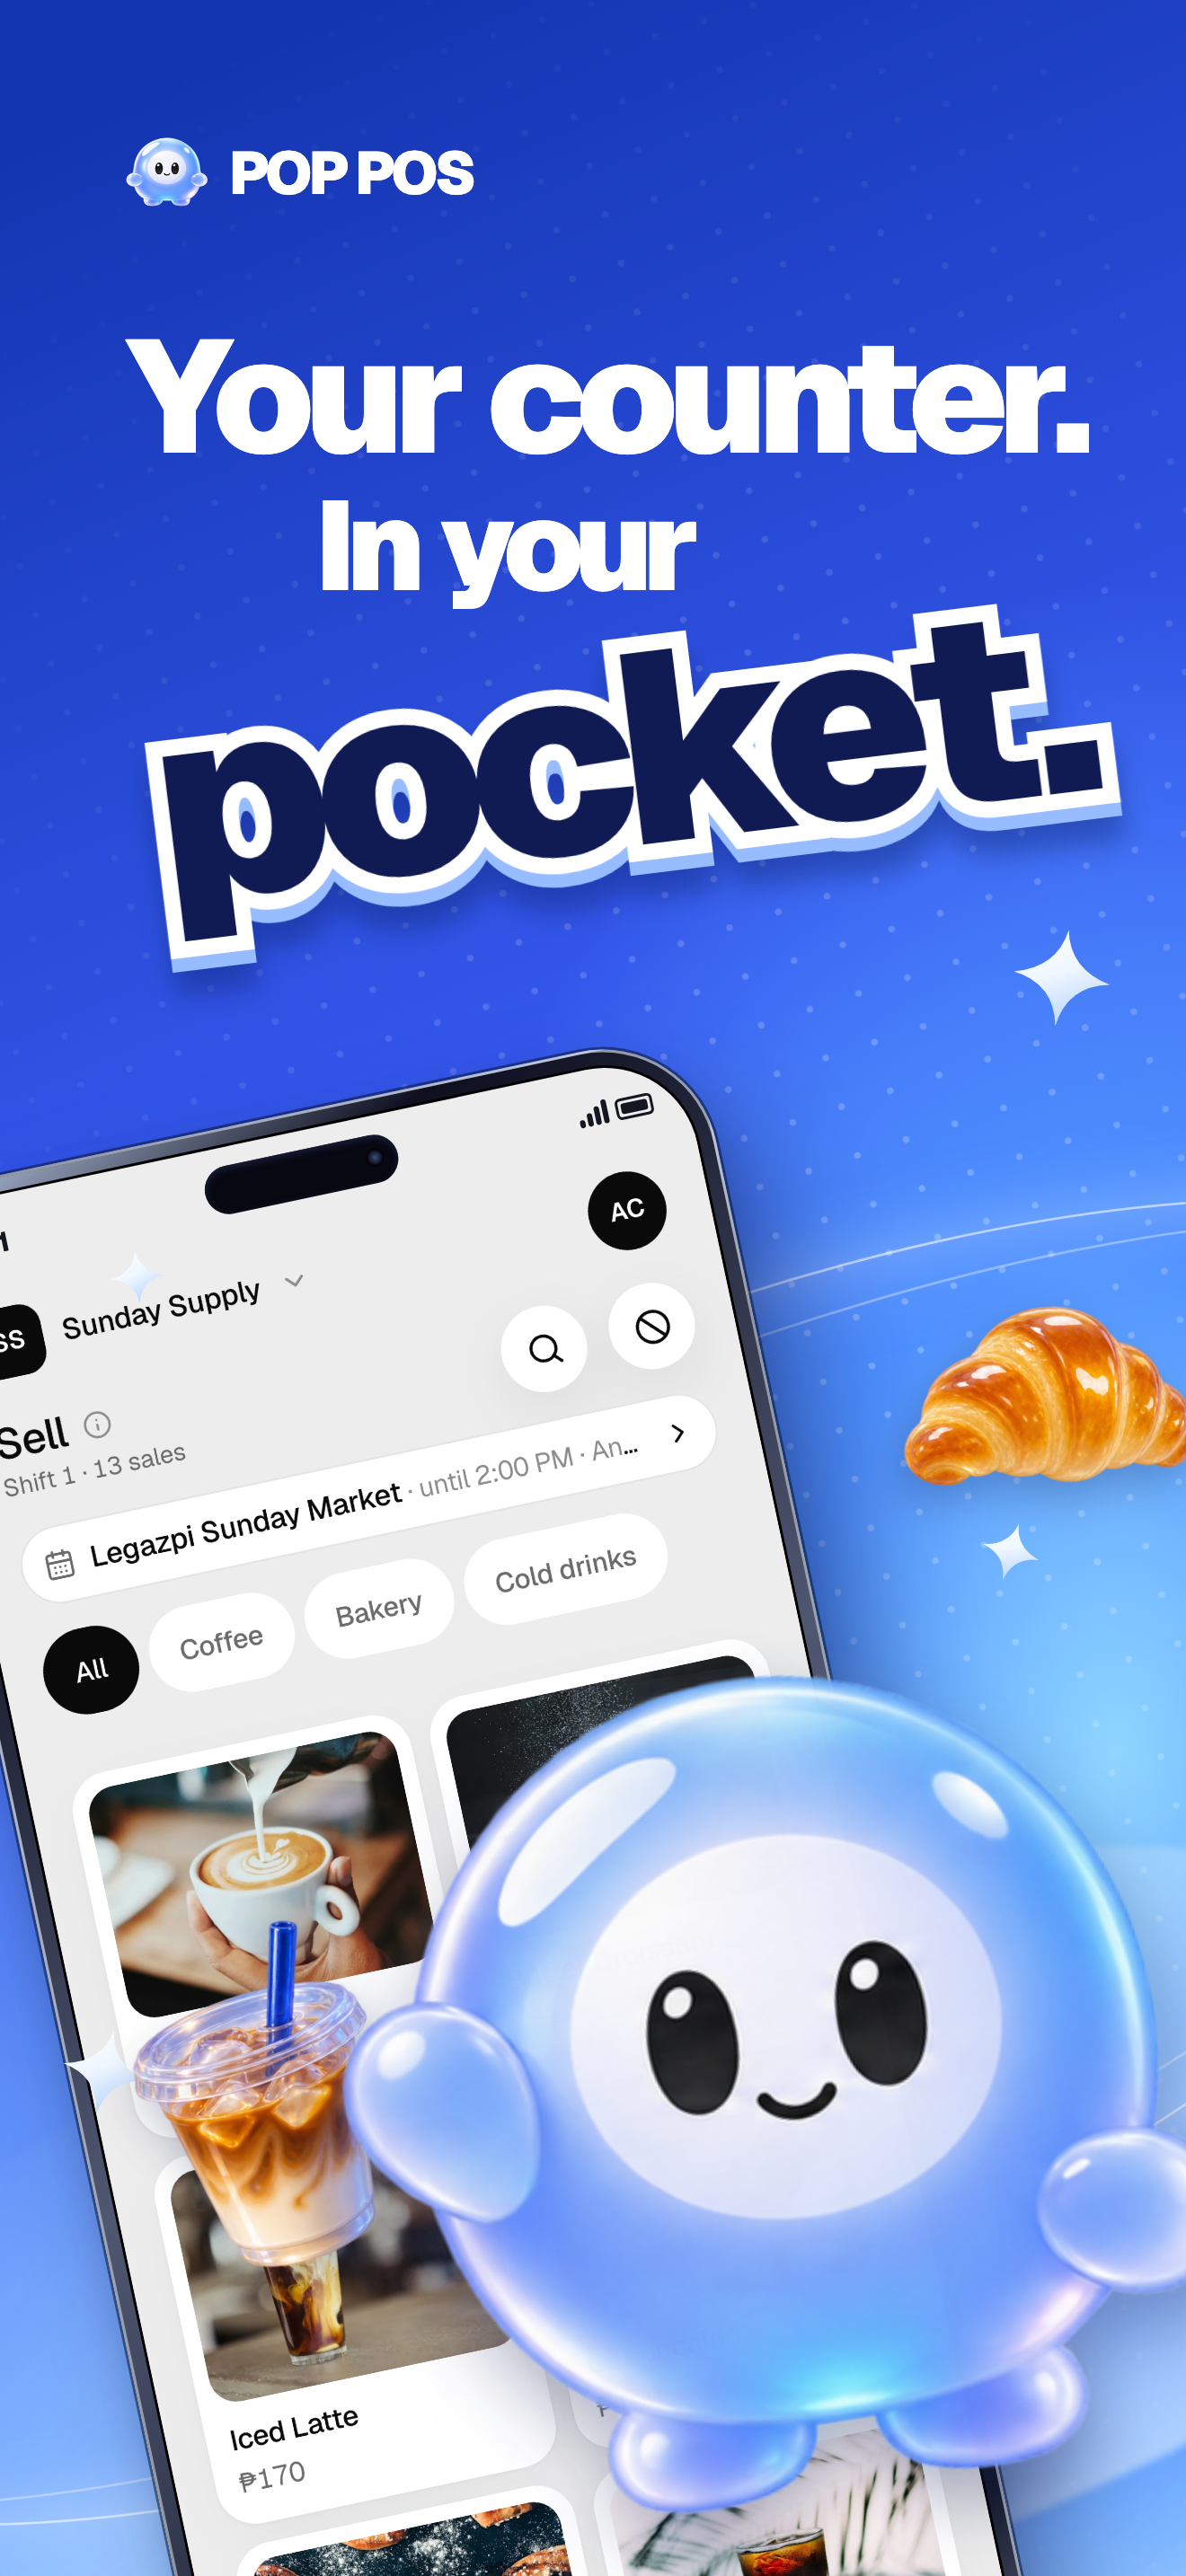 POP POS
Your counter.
In your
pocket.
AC
Sunday Supply
Sell
Shift 1 · 13 sales
Legazpi Sunday Market · until 2:00 PM · An...
All
Coffee
Bakery
Cold drinks
Iced Latte
₱170